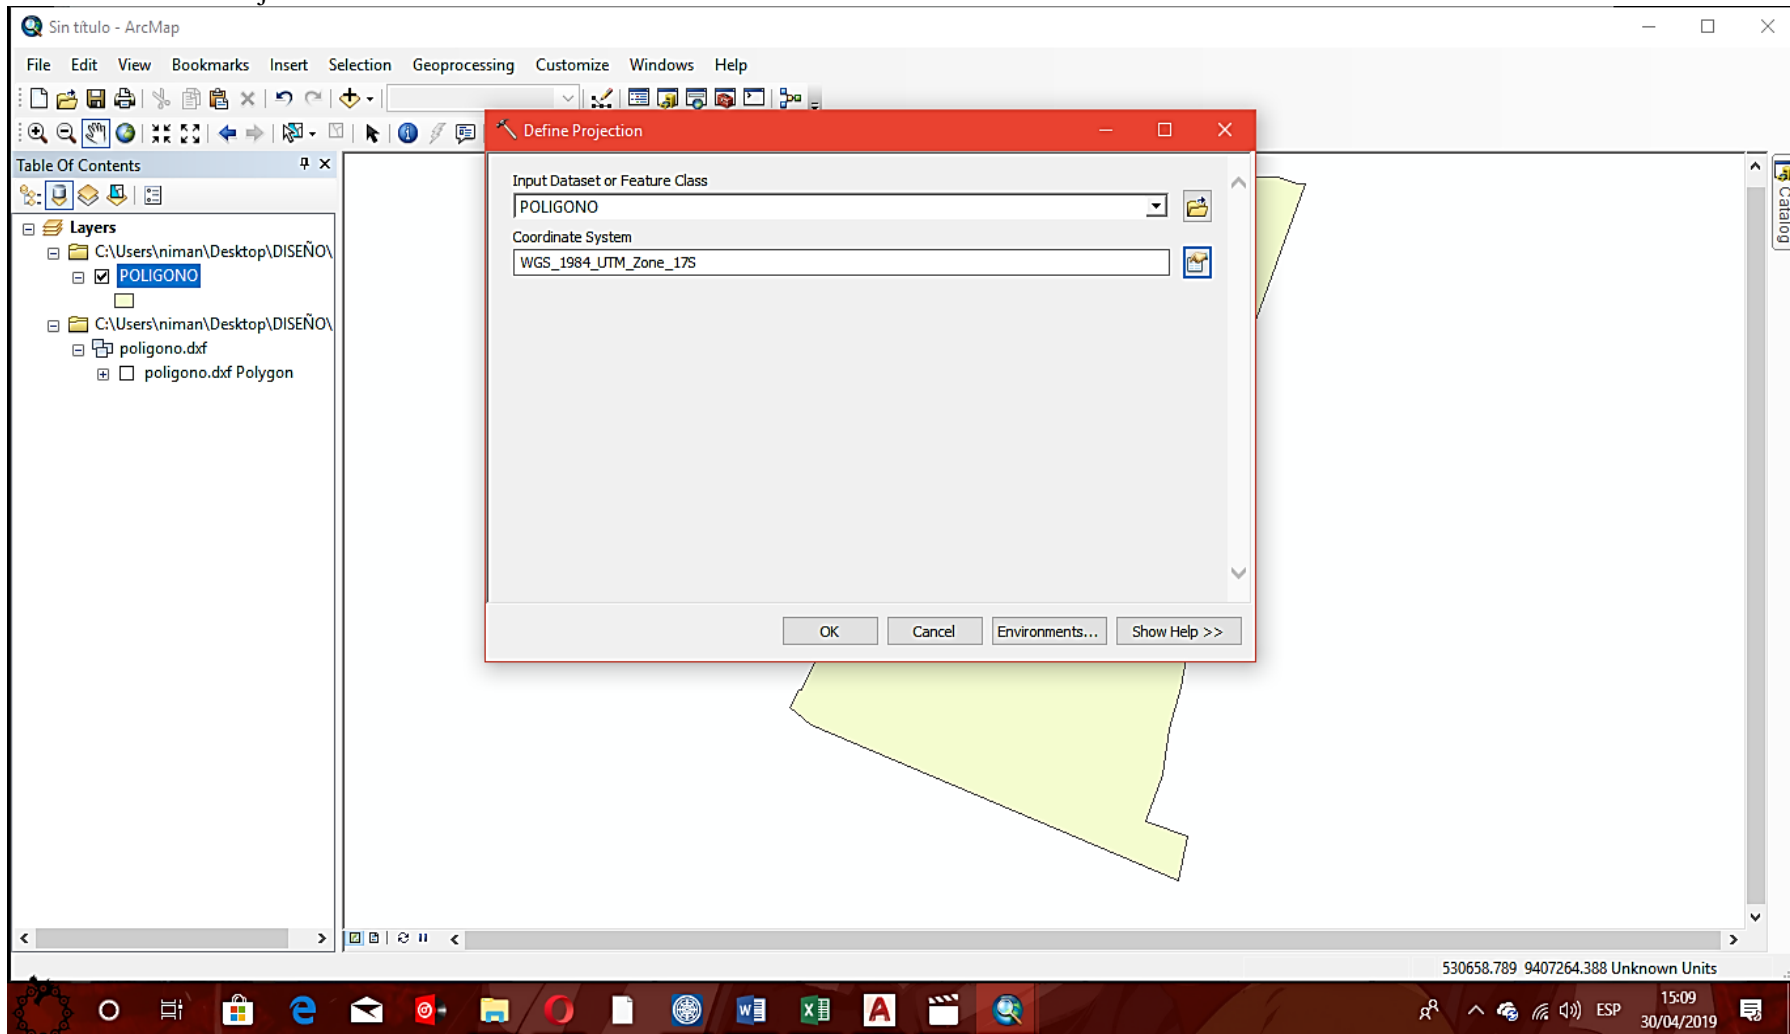 Sin título - ArcMap
File Edit View Bookmarks Insert Selection Geoprocessing Customize Windows Help
Define Projection
Table Of Contents
Input Dataset or Feature Class
POLIGONO
Coordinate System
WGS_1984_UTM_Zone_17S
Layers
C:\Users\niman\Desktop\DISEÑO\
POLIGONO
C:\Users\niman\Desktop\DISEÑO\
poligono.dxf
poligono.dxf Polygon
Catalog
OK Cancel Environments... Show Help >>
530658.789 9407264.388 Unknown Units
ESP
15:09
30/04/2019